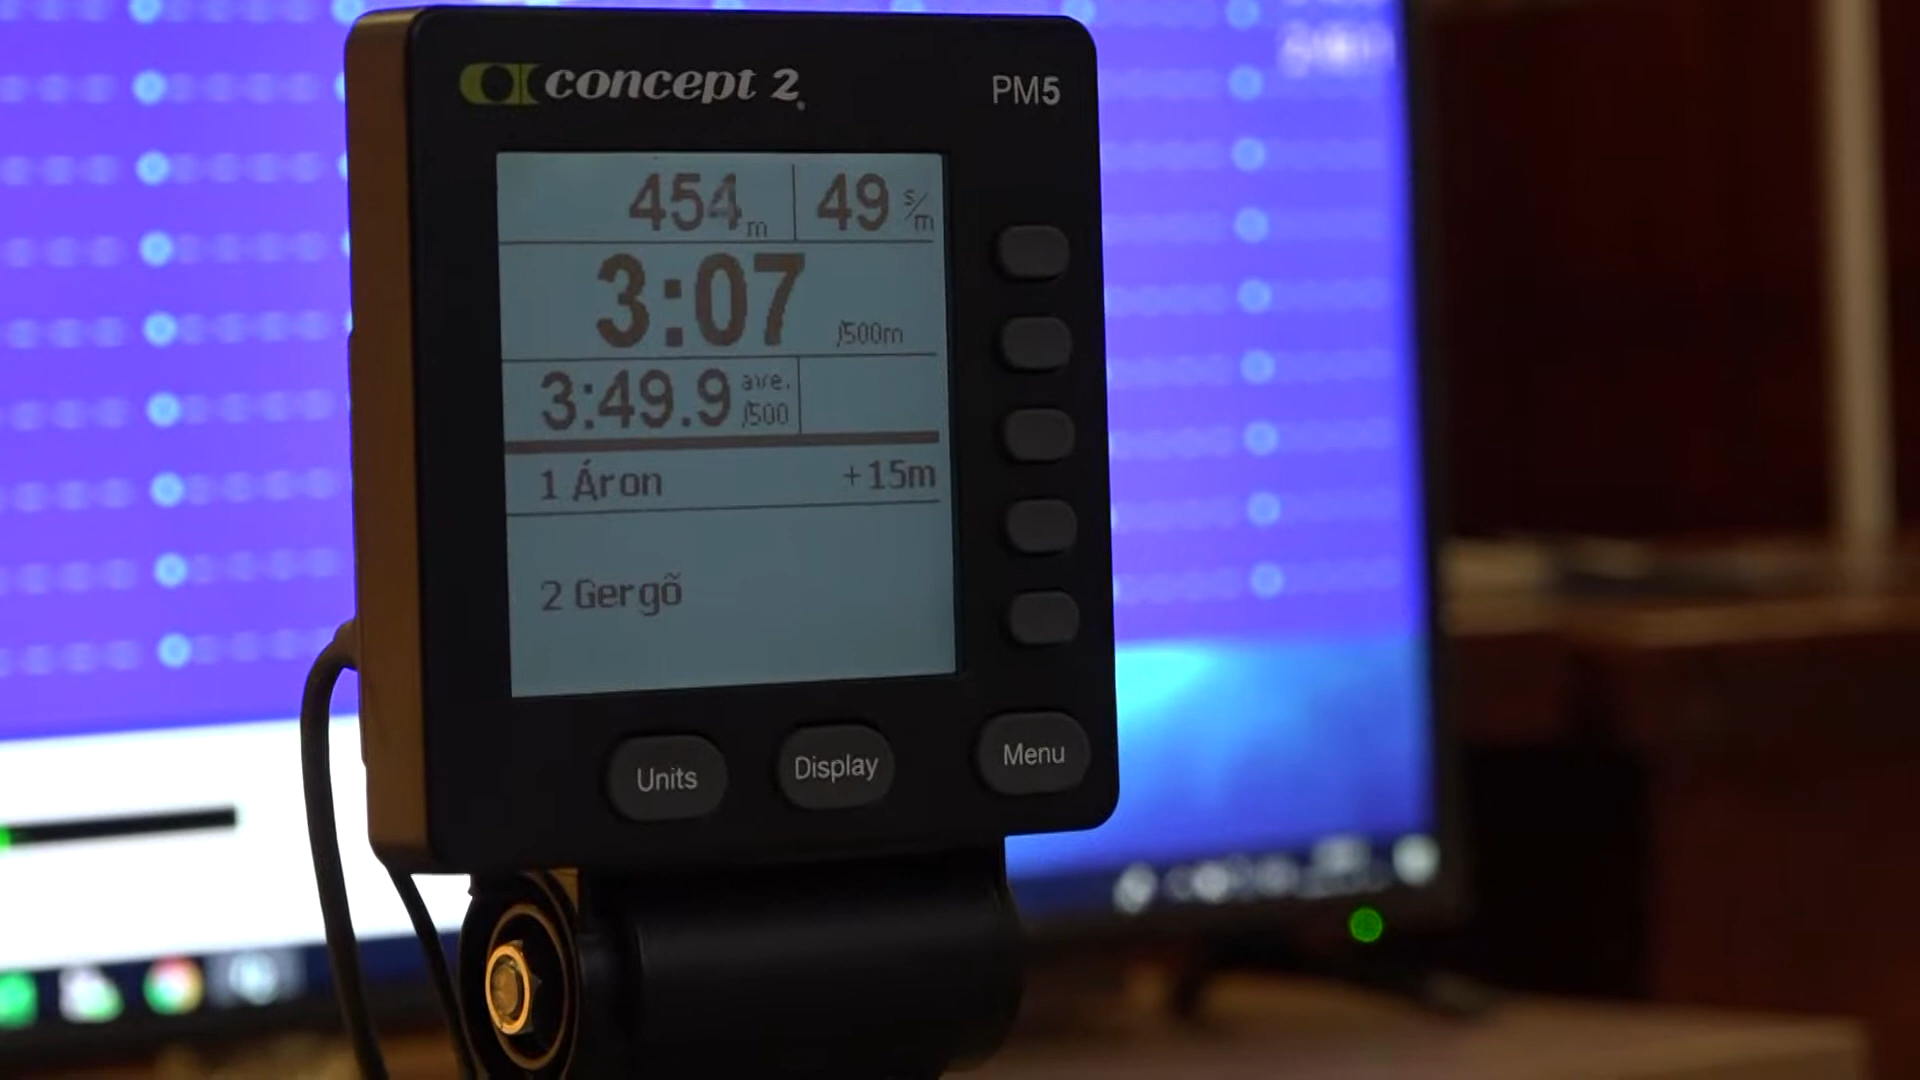 concept 2
PM5
454 m 49 s/m
3:07 /500m
3:49.9 ave. /500
1 Áron +15m
2 Gergõ
Units Display Menu